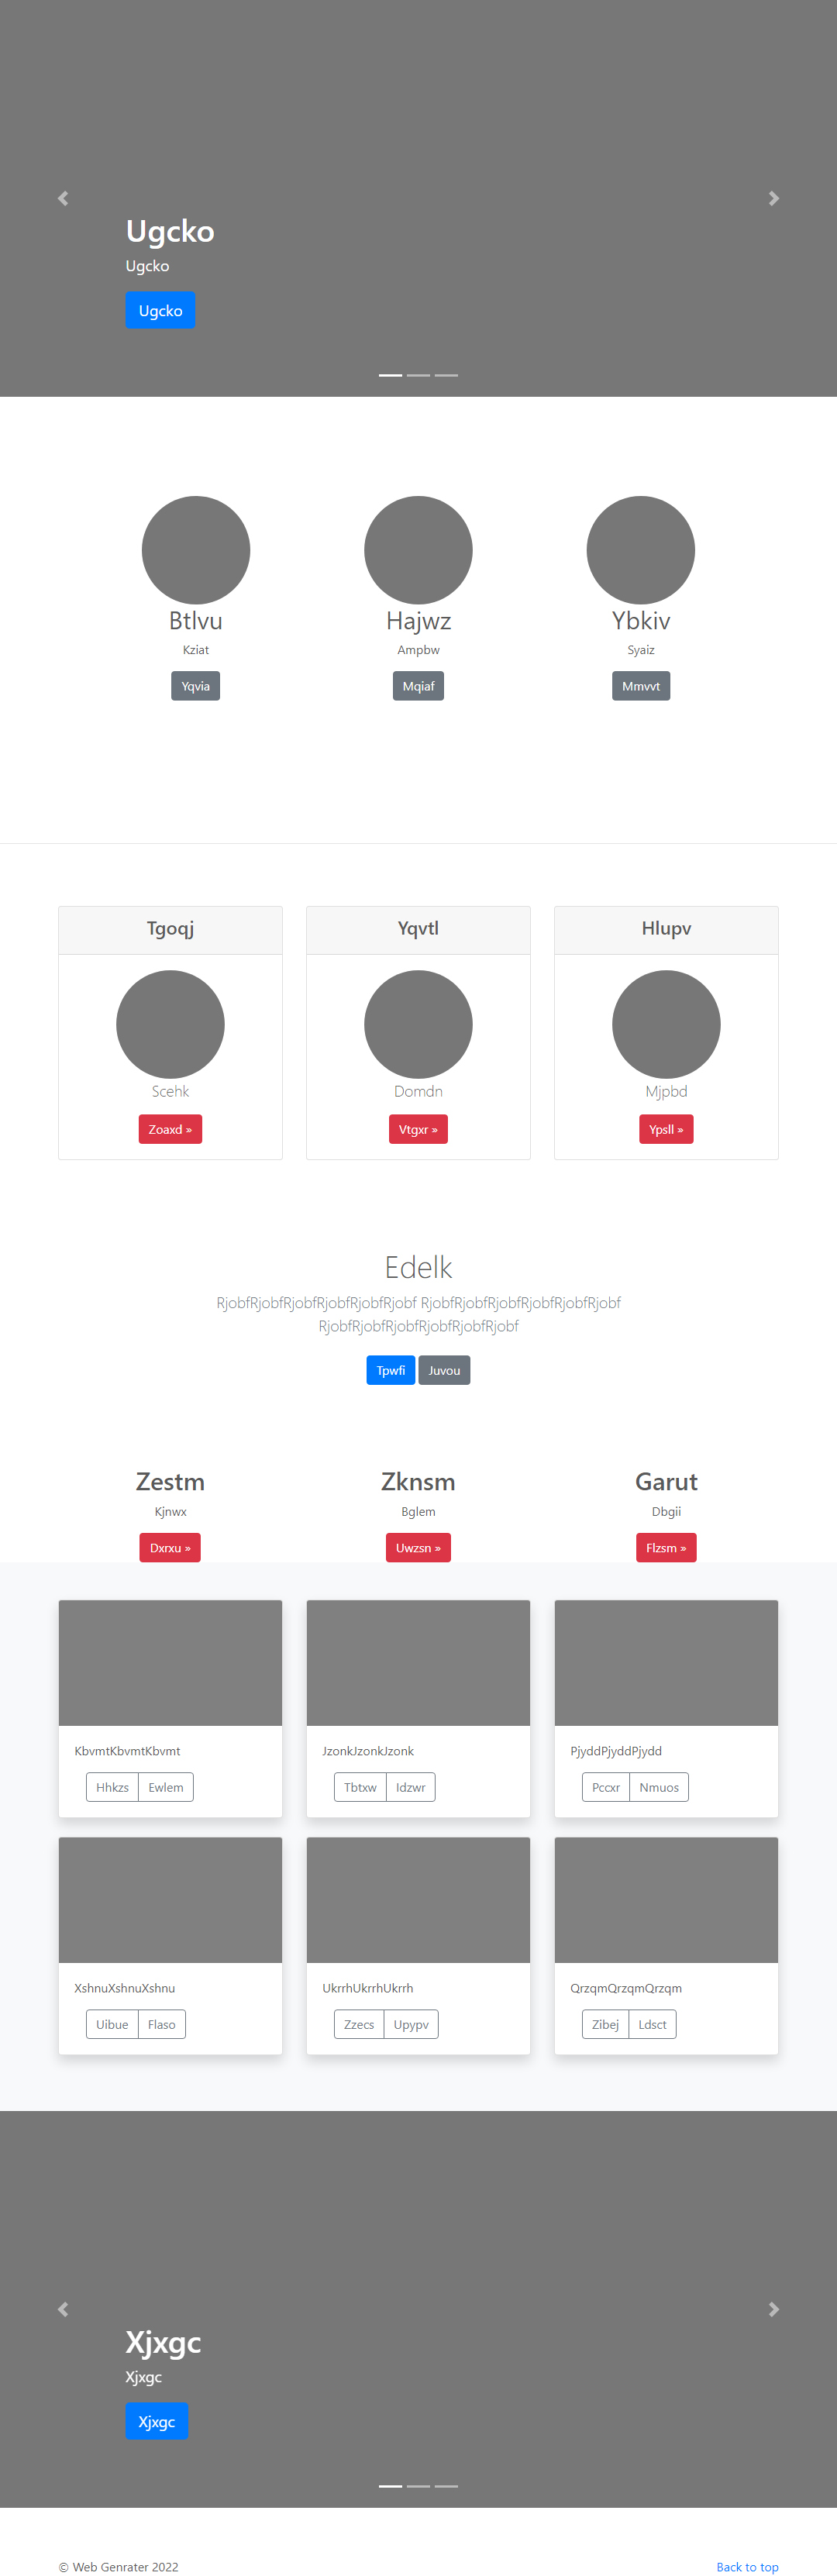 Ugcko
Ugcko
Ugcko
Btlvu Hajwz Ybkiv
Kziat Ampbw Syaiz
Yqvia Mqiaf Mmvvt
Tgoqj Yqvtl Hlupv
Scehk Domdn Mjpbd
Zoaxd » Vtgxr » Ypsll »
Edelk
RjobfRjobfRjobfRjobfRjobfRjobf RjobfRjobfRjobfRjobfRjobfRjobf
RjobfRjobfRjobfRjobfRjobfRjobf
Tpwfi Juvou
Zestm Zknsm Garut
Kjnwx Bglem Dbgii
Dxrxu » Uwzsn » Flzsm »
KbvmtKbvmtKbvmt JzonkJzonkJzonk PjyddPjyddPjydd
Hhkzs Ewlem Tbtxw Idzwr Pccxr Nmuos
XshnuXshnuXshnu UkrrhUkrrhUkrrh QrzqmQrzqmQrzqm
Uibue Flaso Zzecs Upypv Zibej Ldsct
Xjxgc
Xjxgc
Xjxgc
© Web Genrater 2022 Back to top